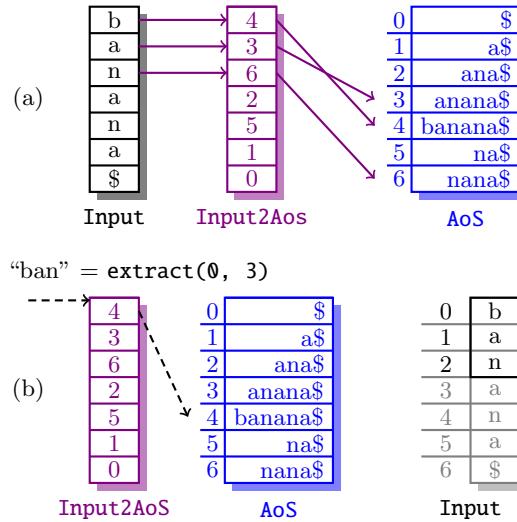 b 4 0 $
a 3 1 a$
n 6 2 ana$
(a) a 2 3 anana$
n 5 4 banana$
a 1 5 na$
$ 0 6 nana$
Input Input2Aos AoS
“ban” = extract(0, 3)
4 0 $ 0 b
3 1 a$ 1 a
6 2 ana$ 2 n
(b) 2 3 anana$ 3 a
5 4 banana$ 4 n
1 5 na$ 5 a
0 6 nana$ 6 $
Input2AoS AoS Input